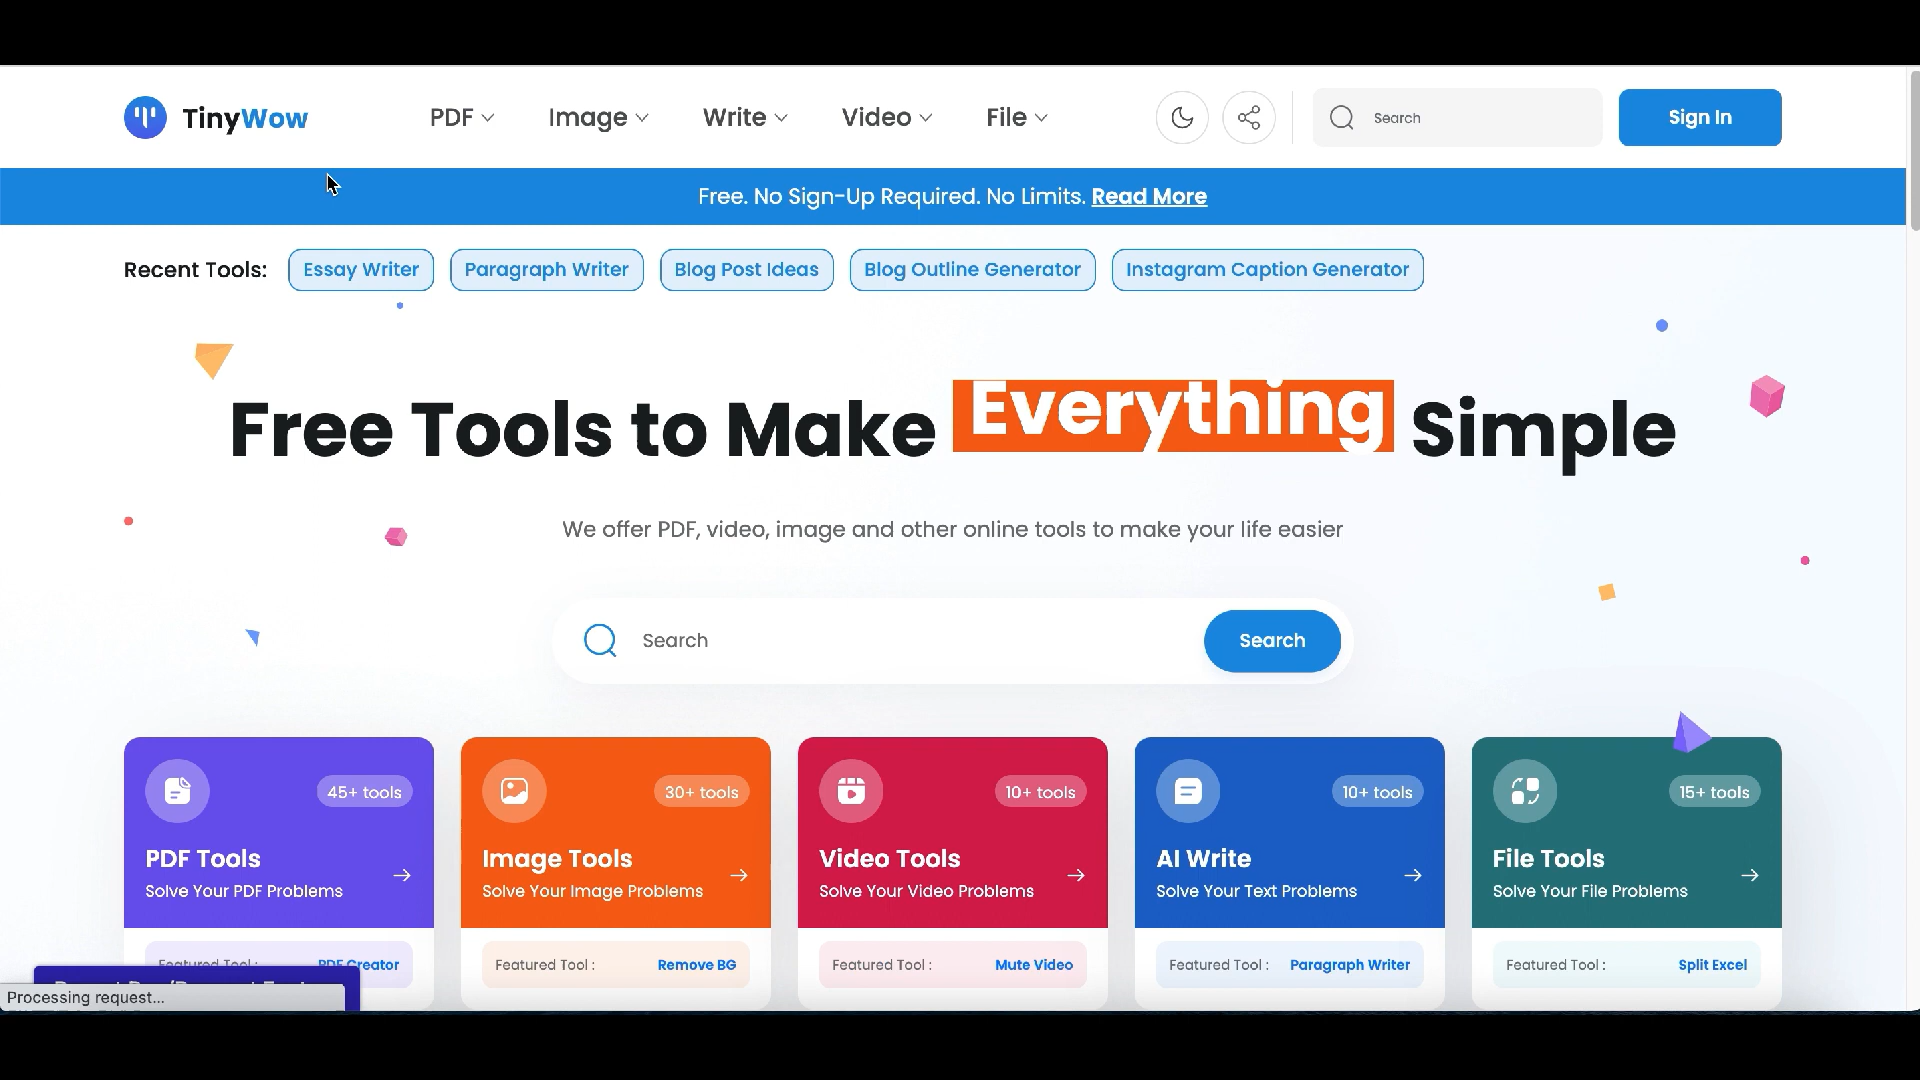 TinyWow
PDF Image Write Video File Search Sign In
Free. No Sign-Up Required. No Limits. Read More
Recent Tools: Essay Writer Paragraph Writer Blog Post Ideas Blog Outline Generator Instagram Caption Generator
Free Tools to Make Everything Simple
We offer PDF, video, image and other online tools to make your life easier
Search Search
45+ tools
PDF Tools
Solve Your PDF Problems
Featured Tool : PDF Creator
30+ tools
Image Tools
Solve Your Image Problems
Featured Tool : Remove BG
10+ tools
Video Tools
Solve Your Video Problems
Featured Tool : Mute Video
10+ tools
AI Write
Solve Your Text Problems
Featured Tool : Paragraph Writer
15+ tools
File Tools
Solve Your File Problems
Featured Tool : Split Excel
Processing request...